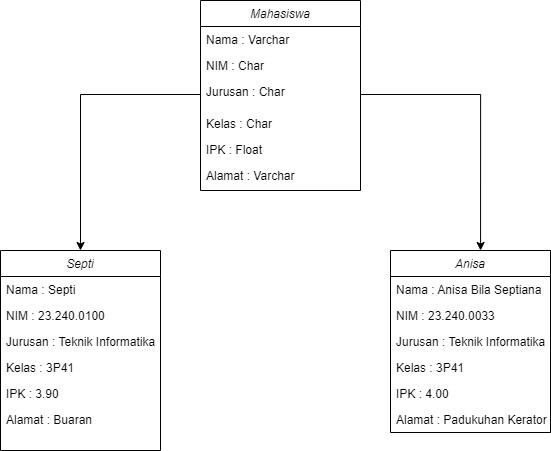 Mahasiswa
Nama : Varchar
NIM : Char
Jurusan : Char
Kelas : Char
IPK : Float
Alamat : Varchar
Septi
Nama : Septi
NIM : 23.240.0100
Jurusan : Teknik Informatika
Kelas : 3P41
IPK : 3.90
Alamat : Buaran
Anisa
Nama : Anisa Bila Septiana
NIM : 23.240.0033
Jurusan : Teknik Informatika
Kelas : 3P41
IPK : 4.00
Alamat : Padukuhan Kerator